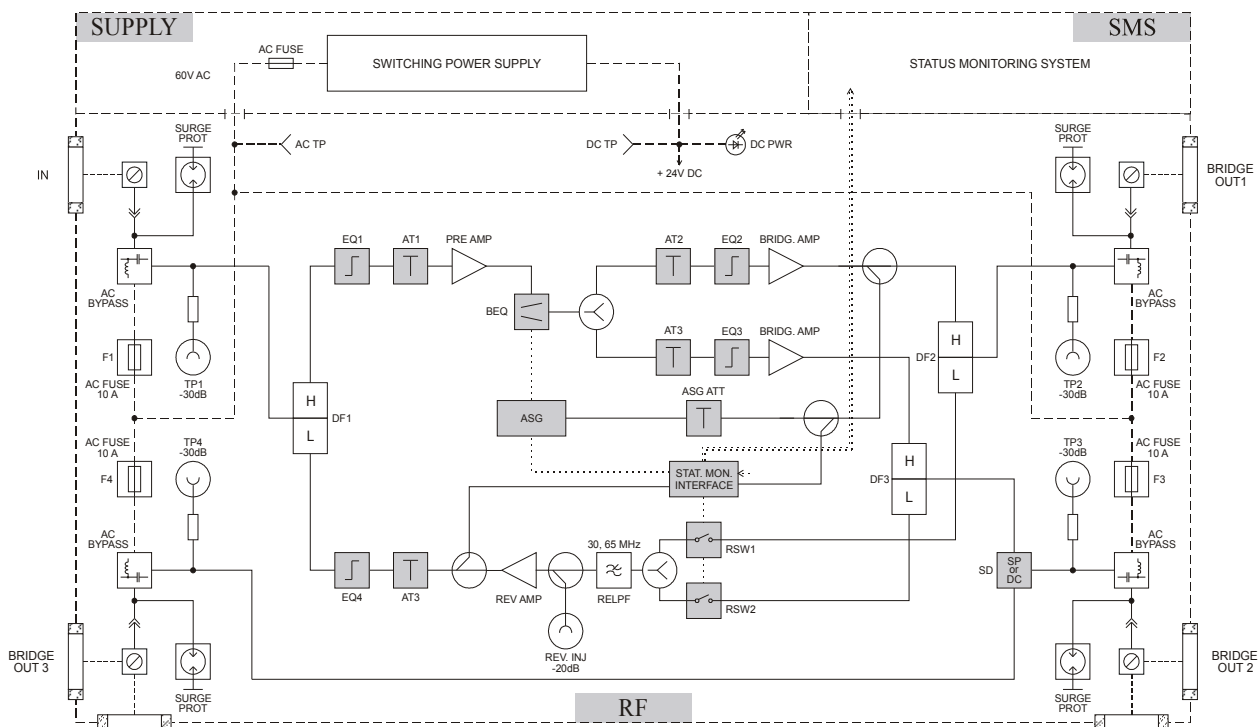 SUPPLY
SMS
AC FUSE
60V AC
SWITCHING POWER SUPPLY
STATUS MONITORING SYSTEM
SURGE
PROT
AC TP
DC TP
DC PWR
+ 24V DC
SURGE
PROT
IN
BRIDGE
OUT1
EQ1
AT1
PRE AMP
AT2
EQ2
BRIDG. AMP
AC
BYPASS
AC
BYPASS
BEQ
AT3
EQ3
BRIDG. AMP
H
L
DF2
F1
AC FUSE
10 A
TP1
-30dB
TP2
-30dB
F2
AC FUSE
10 A
H
L
DF1
ASG
ASG ATT
AC FUSE
10 A
F4
TP4
-30dB
STAT. MON.
INTERFACE
H
L
DF3
TP3
-30dB
AC FUSE
10 A
F3
AC
BYPASS
AC
BYPASS
EQ4
AT3
REV AMP
30, 65 MHz
RELPF
RSW1
RSW2
SD
SP
or
DC
REV. INJ
-20dB
BRIDGE
OUT 3
SURGE
PROT
SURGE
PROT
BRIDGE
OUT 2
RF